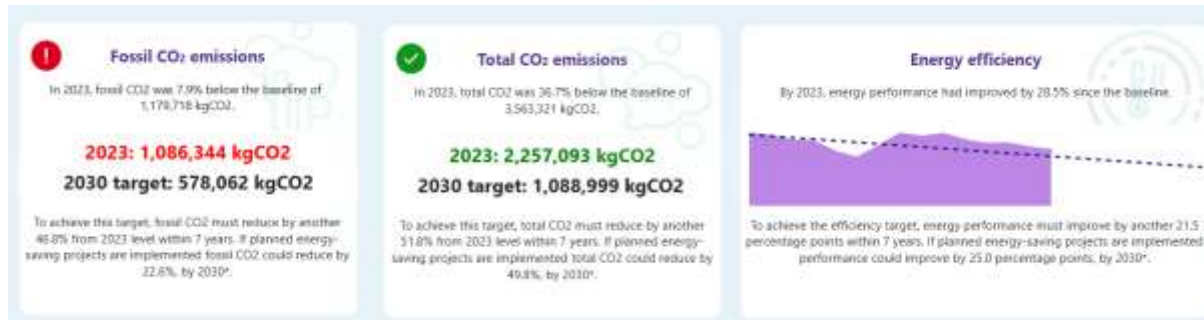 Fossil CO₂ emissions
In 2023, fossil CO2 was 7.9% below the baseline of
1,179,718 kgCO2.
2023: 1,086,344 kgCO2
2030 target: 578,062 kgCO2
To achieve this target, fossil CO2 must reduce by another
46.8% from 2023 level within 7 years. If planned energy-
saving projects are implemented fossil CO2 could reduce by
22.6%, by 2030*.
Total CO₂ emissions
In 2023, total CO2 was 36.7% below the baseline of
3,563,321 kgCO2.
2023: 2,257,093 kgCO2
2030 target: 1,088,999 kgCO2
To achieve this target, total CO2 must reduce by another
51.8% from 2023 level within 7 years. If planned energy-
saving projects are implemented total CO2 could reduce by
49.8%, by 2030*.
Energy efficiency
By 2023, energy performance had improved by 28.5% since the baseline.
To achieve the efficiency target, energy performance must improve by another 21.5
percentage points within 7 years. If planned energy-saving projects are implemented
performance could improve by 25.0 percentage points, by 2030*.